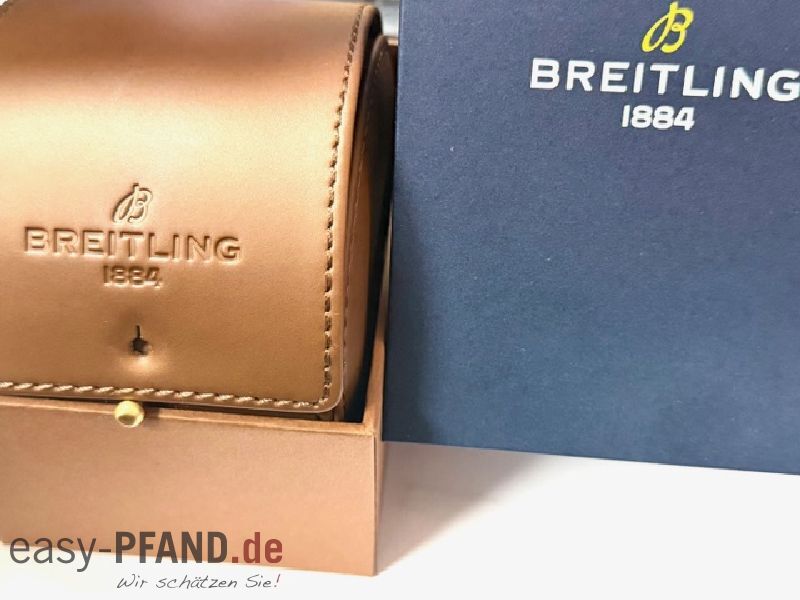 BREITLING
1884
BREITLING
1884
easy-PFAND.de
Wir schätzen Sie!